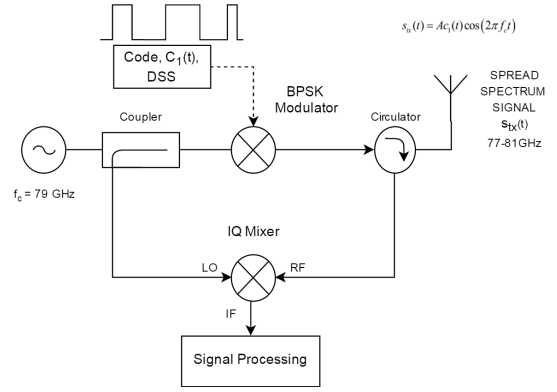 s_tx(t) = Ac_1(t)cos(2πf_c t)
Code, C_1(t),
DSS
BPSK
Modulator
SPREAD
SPECTRUM
SIGNAL
s_tx(t)
77-81GHz
Coupler
Circulator
f_c = 79 GHz
IQ Mixer
LO
RF
IF
Signal Processing